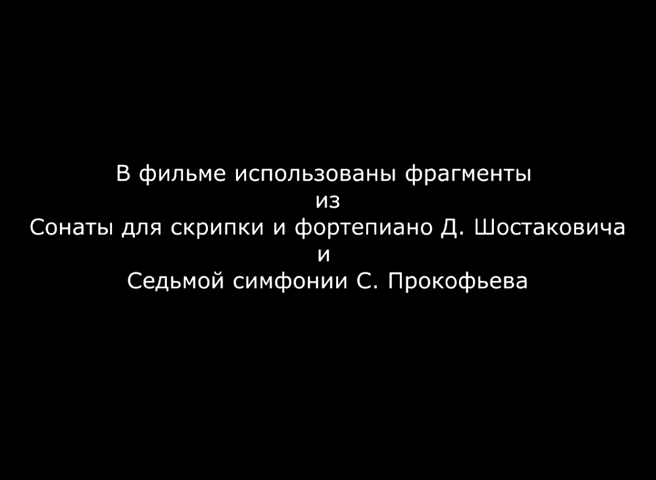 В фильме использованы фрагменты
из
Сонаты для скрипки и фортепиано Д. Шостаковича
и
Седьмой симфонии С. Прокофьева